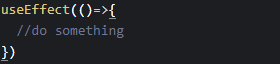 useEffect(()=>{
  //do something
})